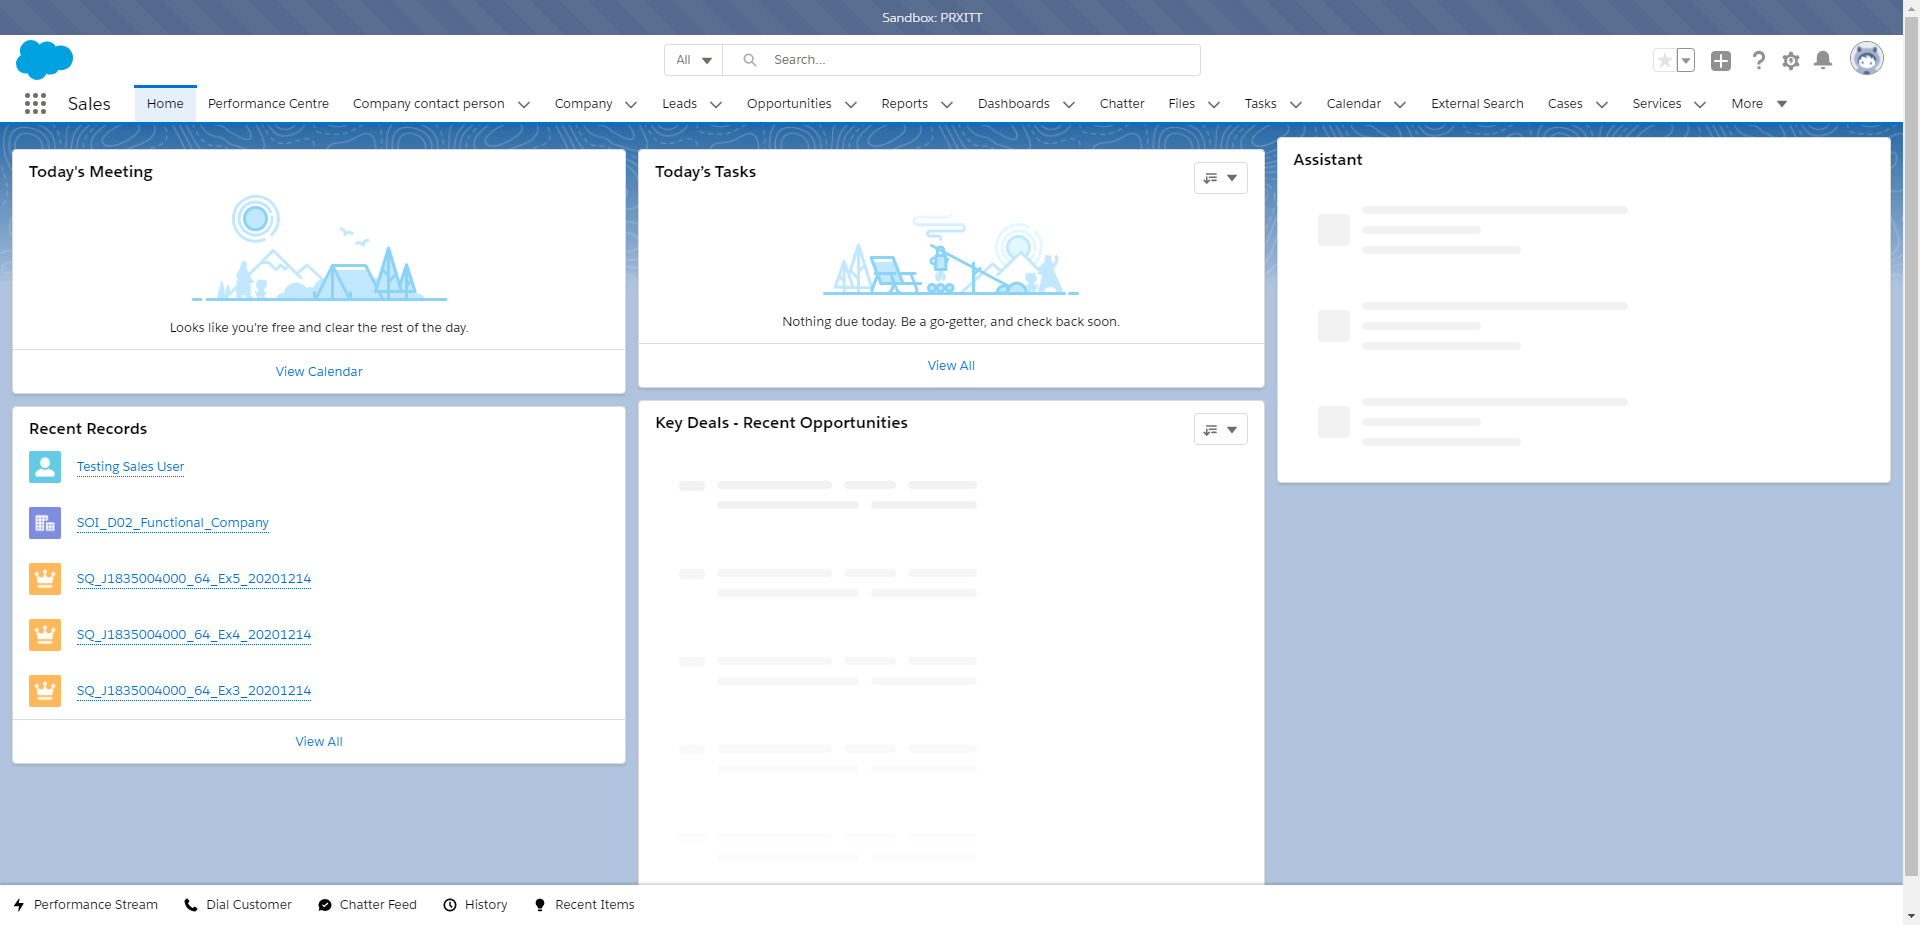 Sandbox: PRXITT
All
Search...
Sales
Home
Performance Centre
Company contact person
Company
Leads
Opportunities
Reports
Dashboards
Chatter
Files
Tasks
Calendar
External Search
Cases
Services
More
Today's Meeting
Looks like you're free and clear the rest of the day.
View Calendar
Recent Records
Testing Sales User
SOI_D02_Functional_Company
SQ_J1835004000_64_Ex5_20201214
SQ_J1835004000_64_Ex4_20201214
SQ_J1835004000_64_Ex3_20201214
View All
Today's Tasks
Nothing due today. Be a go-getter, and check back soon.
View All
Key Deals - Recent Opportunities
Assistant
Performance Stream
Dial Customer
Chatter Feed
History
Recent Items